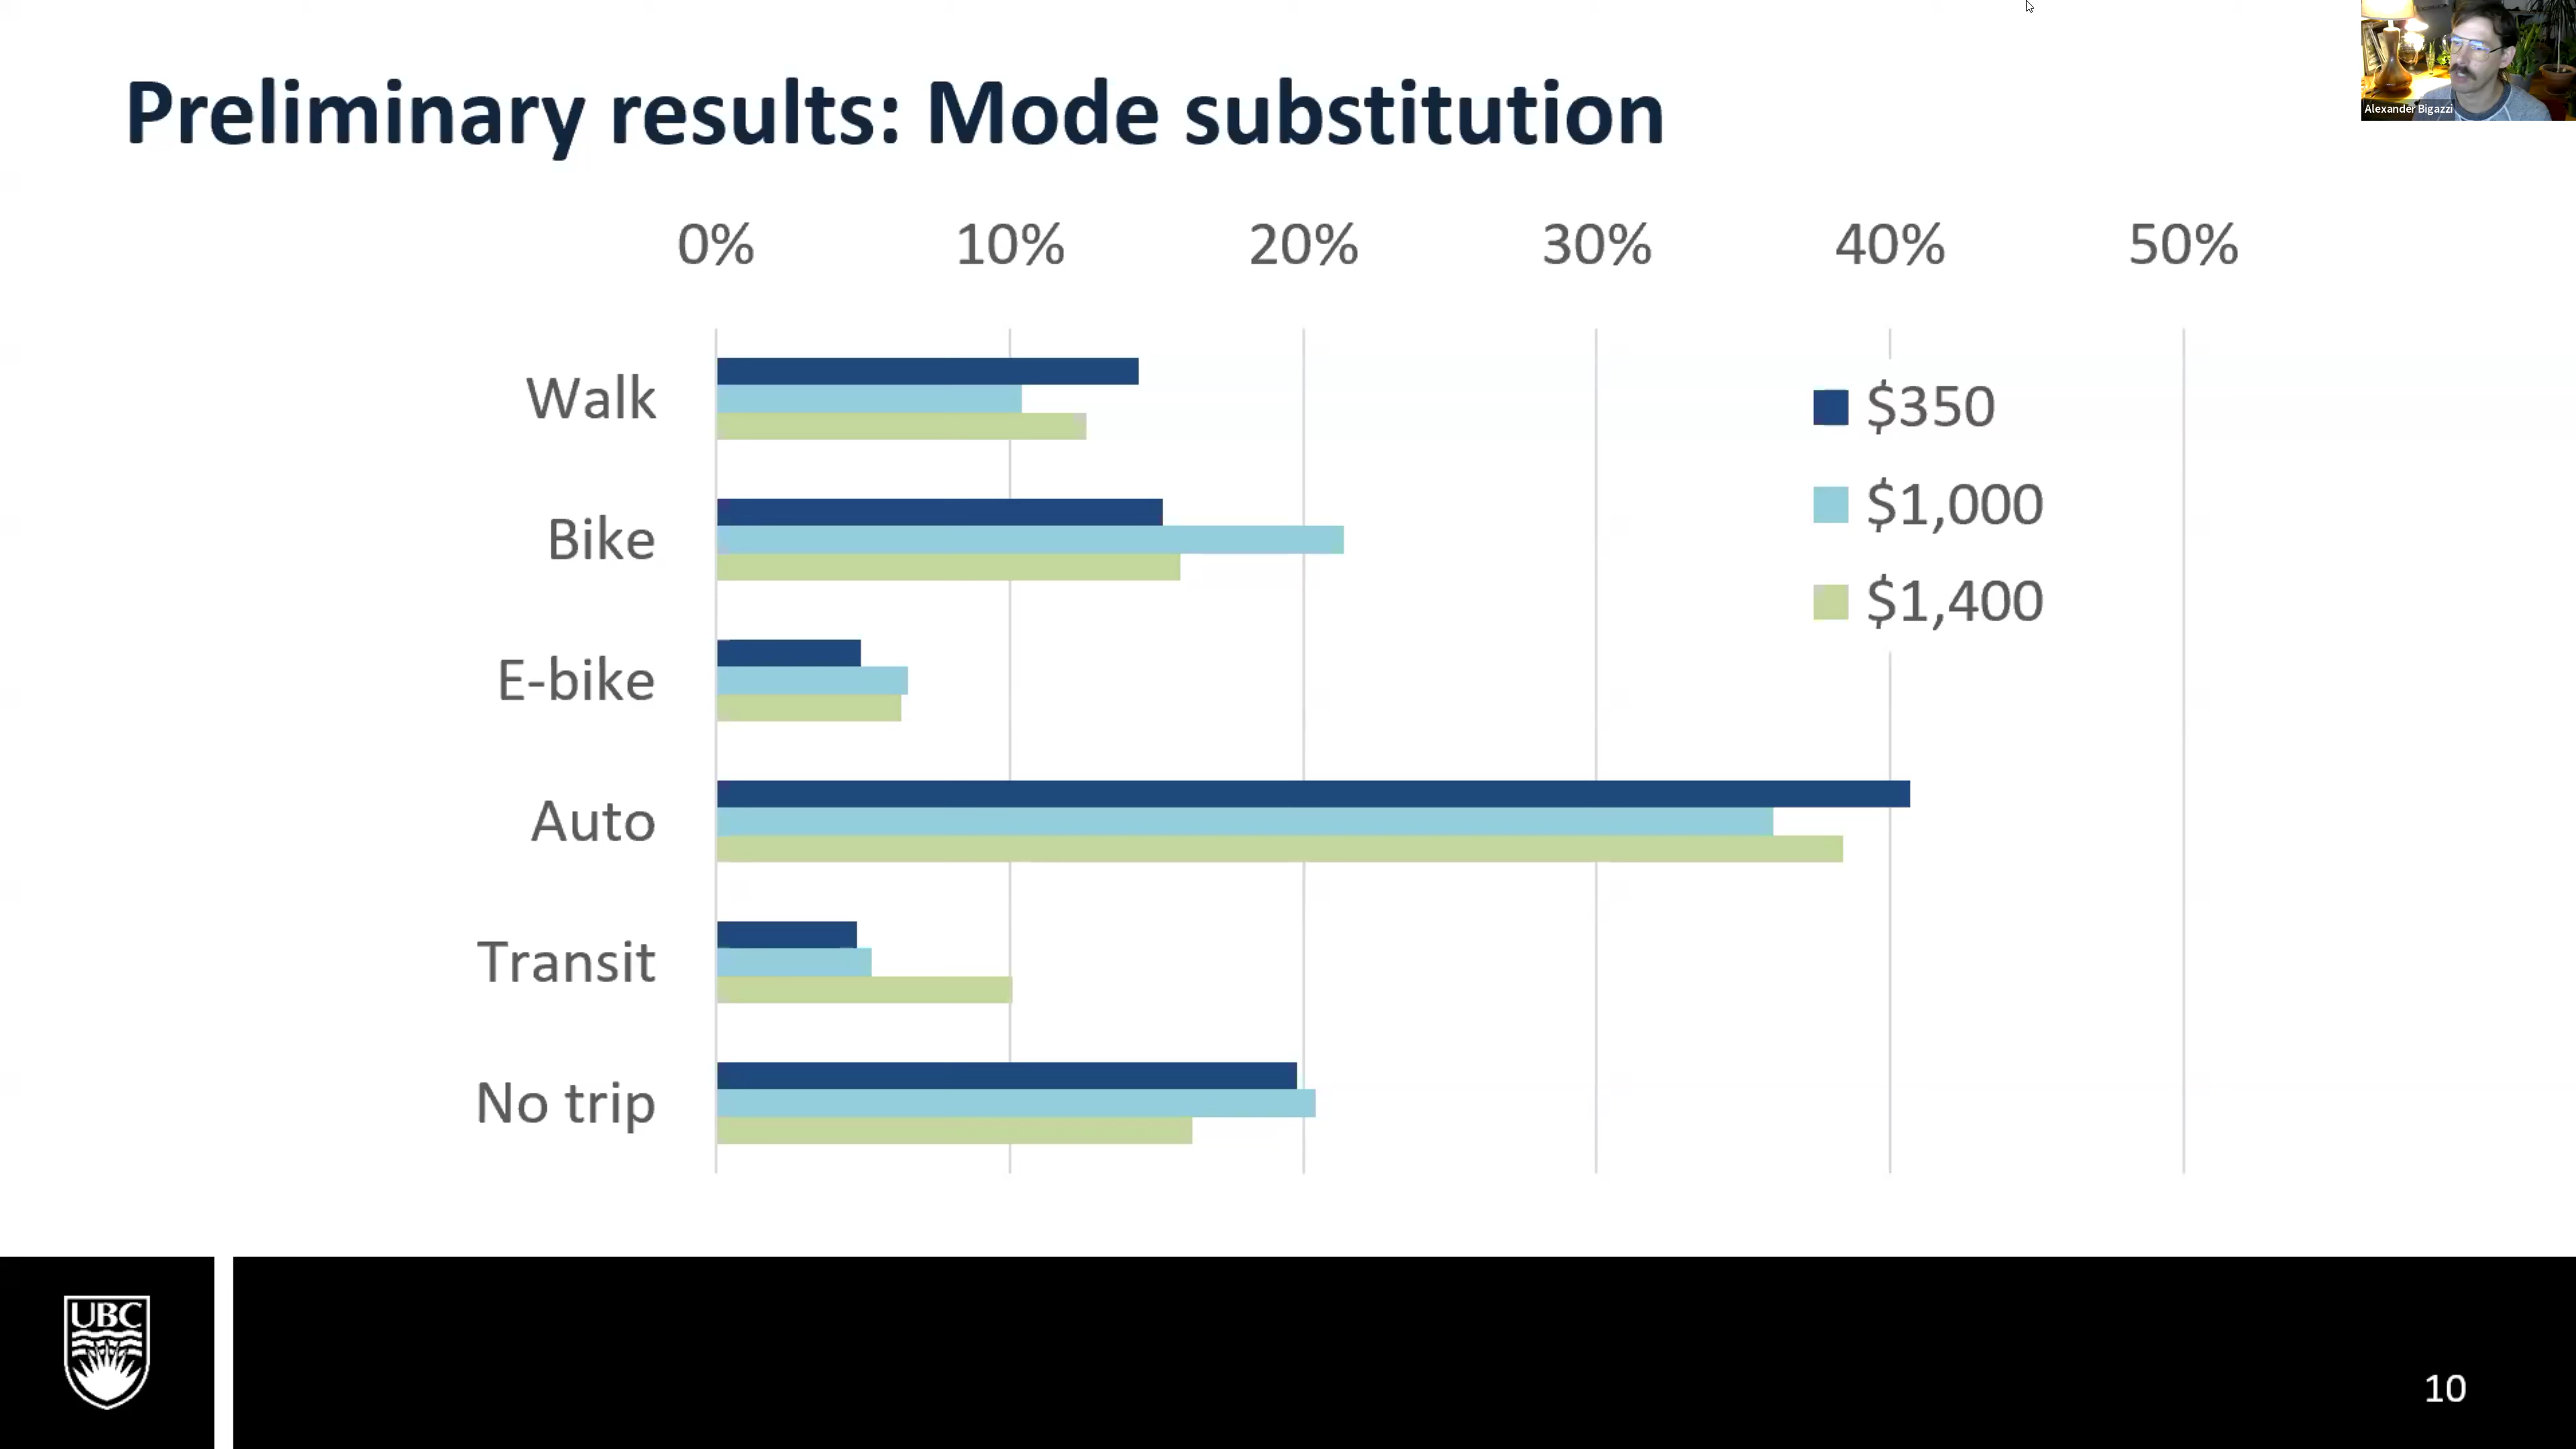 Preliminary results: Mode substitution
Alexander Bigazzi
0% 10% 20% 30% 40% 50%
Walk
Bike
E-bike
Auto
Transit
No trip
$350
$1,000
$1,400
UBC
10